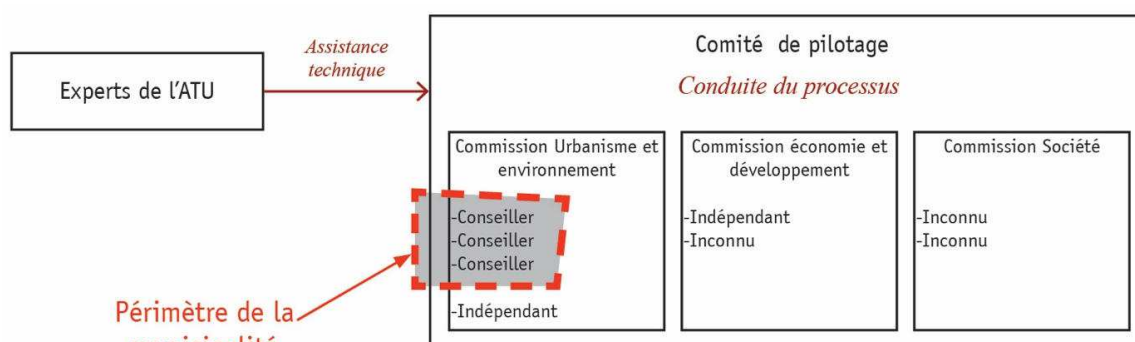 Assistance
technique
Experts de l'ATU
Comité de pilotage
Conduite du processus
Commission Urbanisme et
environnement
-Conseiller
-Conseiller
-Conseiller
-Indépendant
Commission économie et
développement
-Indépendant
-Inconnu
Commission Société
-Inconnu
-Inconnu
Périmètre de la